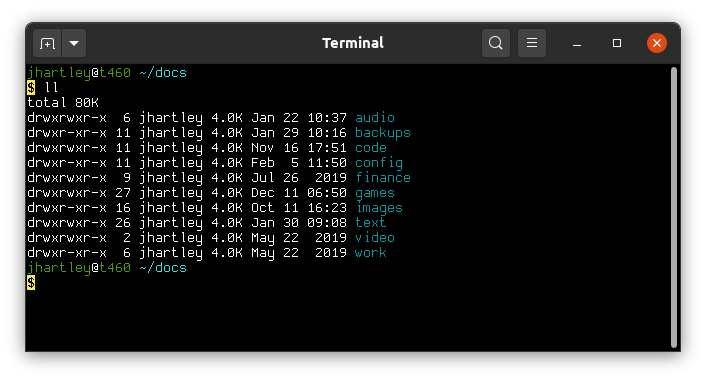 Terminal
jhartley@t460 ~/docs
$ ll
total 80K
drwxrwxr-x  6 jhartley 4.0K Jan 22 10:37 audio
drwxrwxr-x 11 jhartley 4.0K Jan 29 10:16 backups
drwxr-xr-x 11 jhartley 4.0K Nov 16 17:51 code
drwxrwxr-x 11 jhartley 4.0K Feb  5 11:50 config
drwxr-xr-x  9 jhartley 4.0K Jul 26  2019 finance
drwxrwxr-x 27 jhartley 4.0K Dec 11 06:50 games
drwxrwxr-x 16 jhartley 4.0K Oct 11 16:23 images
drwxr-xr-x 26 jhartley 4.0K Jan 30 09:08 text
drwxrwxr-x  2 jhartley 4.0K May 22  2019 video
drwxr-xr-x  6 jhartley 4.0K May 22  2019 work
jhartley@t460 ~/docs
$